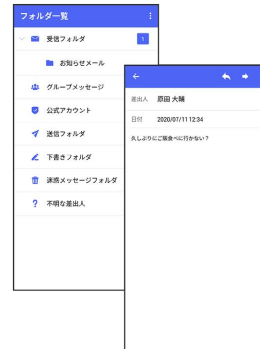 フォルダ一覧
受信フォルダ
1
お知らせメール
グループメッセージ
公式アカウント
送信フォルダ
下書きフォルダ
迷惑メッセージフォルダ
不明な差出人
差出人 原田 大輔
日付 2020/07/11 12:34
久しぶりにご飯食べに行かない？